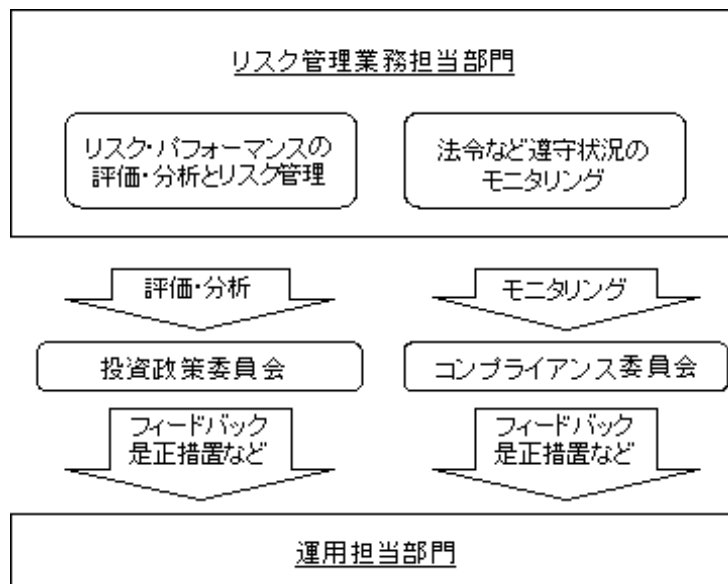 リスク管理業務担当部門
リスク・パフォーマンスの
評価・分析とリスク管理
法令など遵守状況の
モニタリング
評価・分析
モニタリング
投資政策委員会
コンプライアンス委員会
フィードバック
是正措置など
フィードバック
是正措置など
運用担当部門